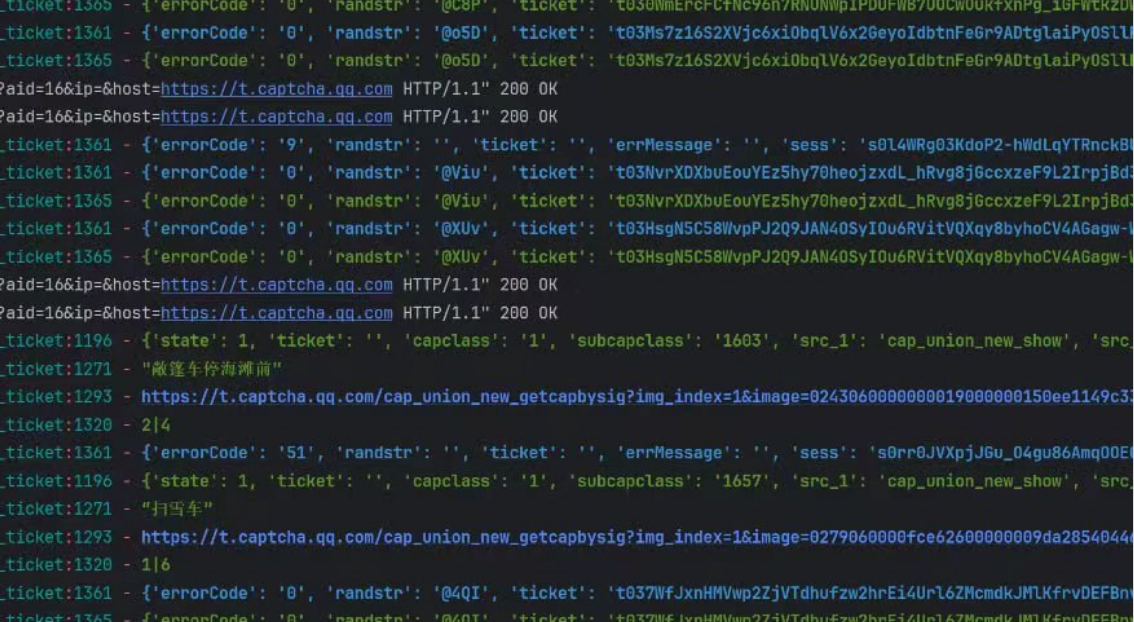 _ticket:1365 - {'errorCode': '0', 'randstr': '@C8P', 'ticket':
_ticket:1361 - {'errorCode': '0', 'randstr': '@o5D', 'ticket': 't03Ms7z16S2XVjc6xiObqlV6x2GeyoIdbtnFeGr9ADtglaiPyOSll
_ticket:1365 - {'errorCode': '0', 'randstr': '@o5D', 'ticket': 't03Ms7z16S2XVjc6xiObqlV6x2GeyoIdbtnFeGr9ADtglaiPyOSll
?aid=16&ip=&host=https://t.captcha.qq.com HTTP/1.1" 200 OK
?aid=16&ip=&host=https://t.captcha.qq.com HTTP/1.1" 200 OK
_ticket:1361 - {'errorCode': '9', 'randstr': '', 'ticket': '', 'errMessage': '', 'sess': 's0l4WRg03KdoP2-hWdLqYTRnckB
_ticket:1361 - {'errorCode': '0', 'randstr': '@Viu', 'ticket': 't03NvrXDXbuEouYEz5hy70heojzxdL_hRvg8jGccxzeF9L2IrpjBd
_ticket:1365 - {'errorCode': '0', 'randstr': '@Viu', 'ticket': 't03NvrXDXbuEouYEz5hy70heojzxdL_hRvg8jGccxzeF9L2IrpjBd
_ticket:1361 - {'errorCode': '0', 'randstr': '@XUv', 'ticket': 't03HsgN5C58WvpPJ2Q9JAN4OSyIOu6RVitVQXqy8byhoCV4AGagw-
_ticket:1365 - {'errorCode': '0', 'randstr': '@XUv', 'ticket': 't03HsgN5C58WvpPJ2Q9JAN4OSyIOu6RVitVQXqy8byhoCV4AGagw-
?aid=16&ip=&host=https://t.captcha.qq.com HTTP/1.1" 200 OK
?aid=16&ip=&host=https://t.captcha.qq.com HTTP/1.1" 200 OK
_ticket:1196 - {'state': 1, 'ticket': '', 'capclass': '1', 'subcapclass': '1603', 'src_1': 'cap_union_new_show', 'src_
_ticket:1271 - "敞篷车停海滩前"
_ticket:1293 - https://t.captcha.qq.com/cap_union_new_getcapbysig?img_index=1&image=0243060000000019000000150ee1149c3
_ticket:1320 - 2|4
_ticket:1361 - {'errorCode': '51', 'randstr': '', 'ticket': '', 'errMessage': '', 'sess': 's0rr0JVXpjJGu_O4gu86AmqOOE
_ticket:1196 - {'state': 1, 'ticket': '', 'capclass': '1', 'subcapclass': '1657', 'src_1': 'cap_union_new_show', 'src_
_ticket:1271 - "扫雪车"
_ticket:1293 - https://t.captcha.qq.com/cap_union_new_getcapbysig?img_index=1&image=0279060000fce62600000009da2854044
_ticket:1320 - 1|6
_ticket:1361 - {'errorCode': '0', 'randstr': '@4QI', 'ticket': 't037WfJxnHMVwp2ZjVTdhufzw2hrEi4Url6ZMcmdkJMlKfrvDEFBn
_ticket:1365 - {'errorCode': '0', 'randstr': '@4QI', 'ticket':